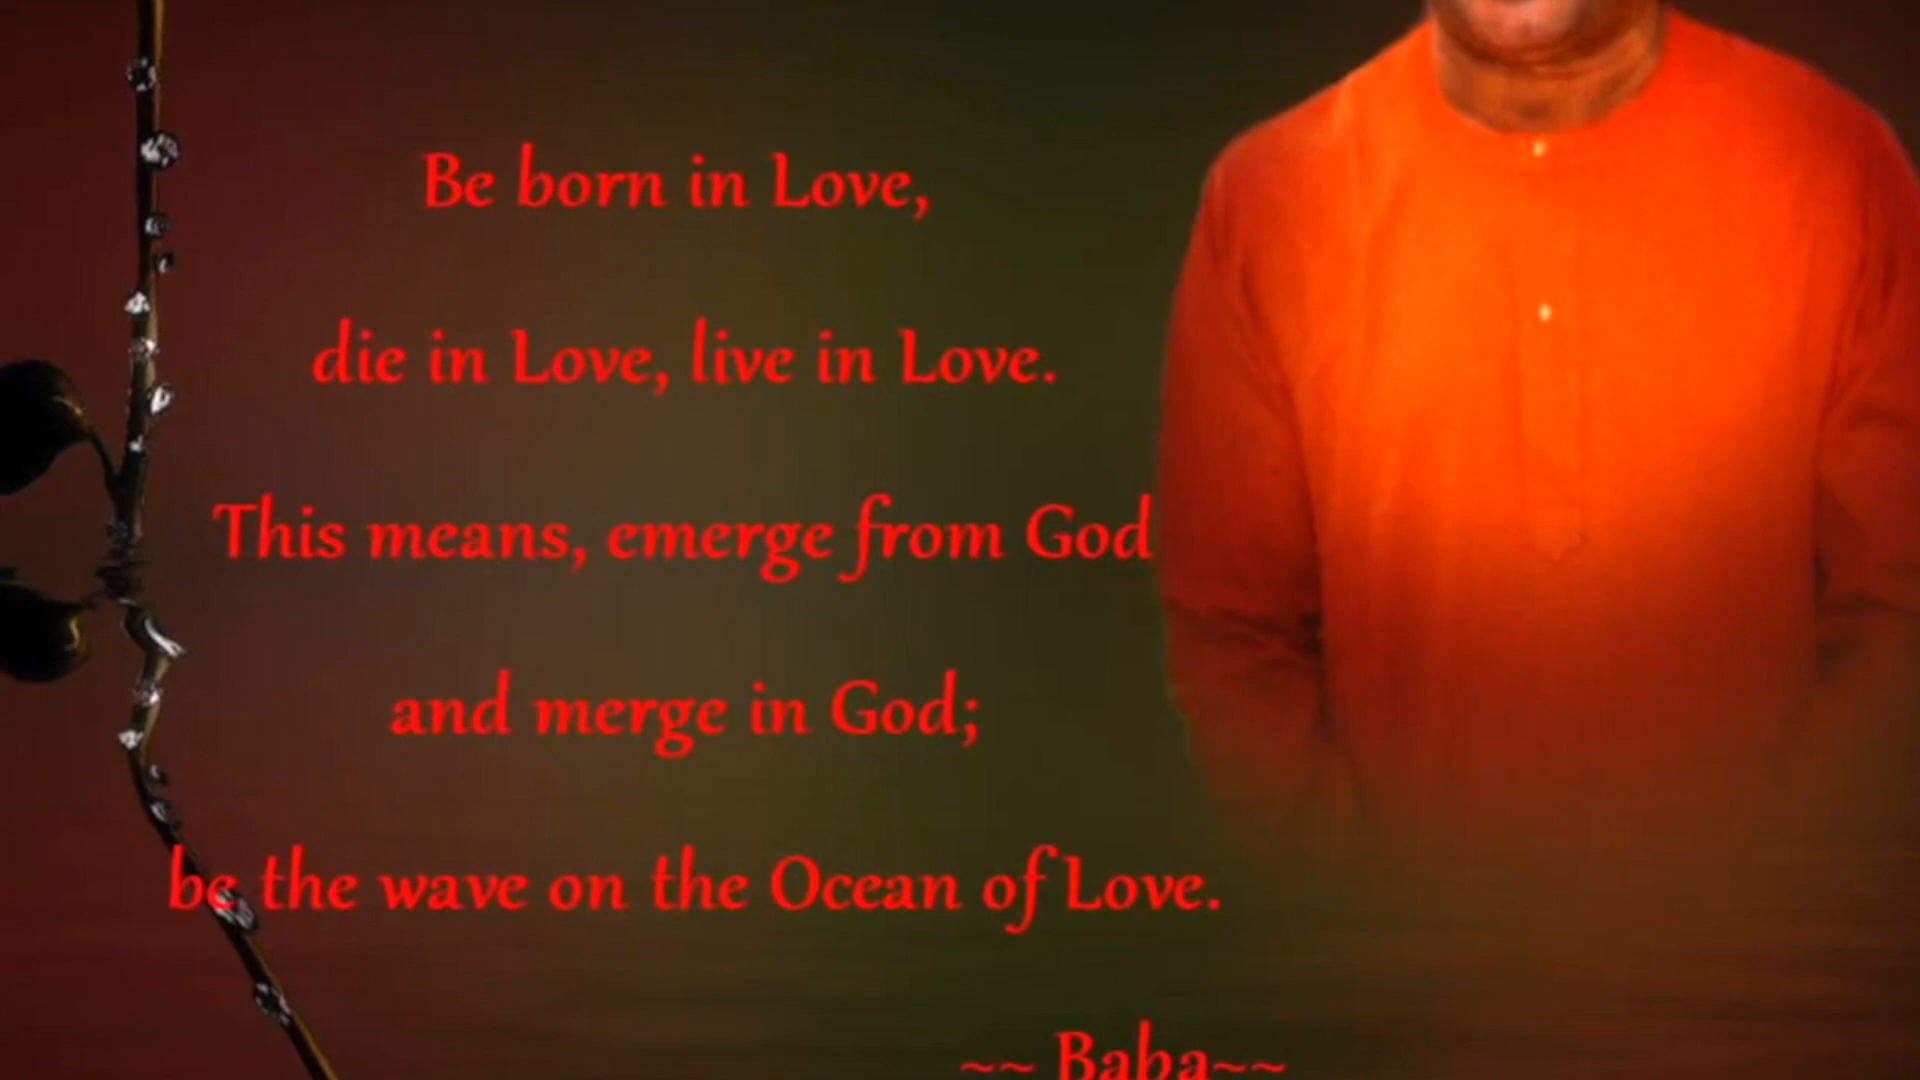 Be born in Love,
die in Love, live in Love.
This means, emerge from God
and merge in God;
be the wave on the Ocean of Love.
~~ Baba~~